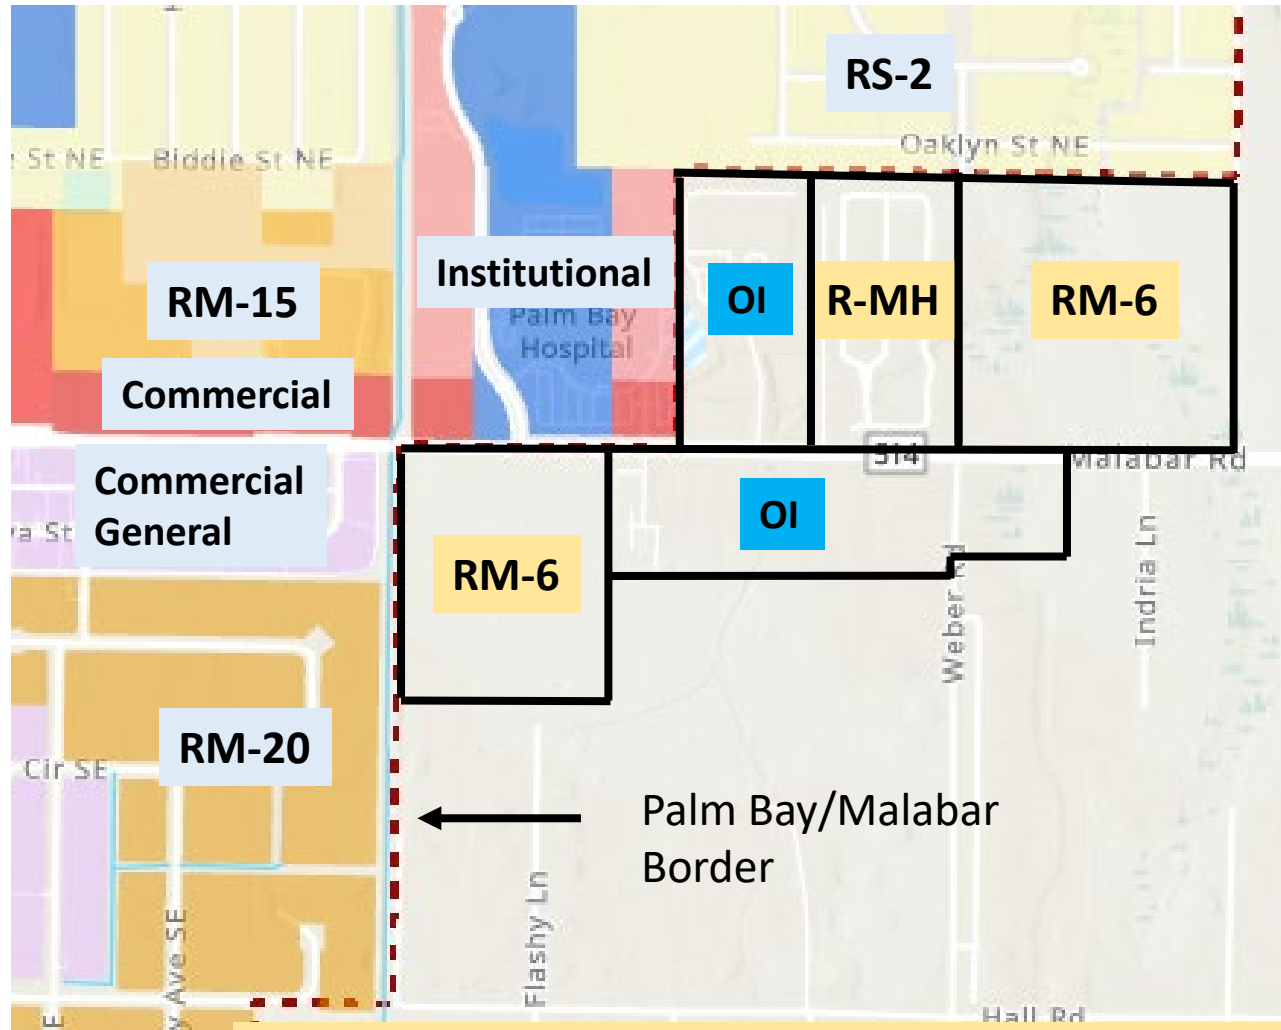 RS-2
Oaklyn St NE
St NE
Biddle St NE
Institutional
RM-15
OI
R-MH
RM-6
Palm Bay
Hospital
Commercial
514
Malabar Rd
Commercial
General
OI
RM-6
Weber Rd
Indria Ln
RM-20
Cir SE
Palm Bay/Malabar
Border
Flashy Ln
Ave SE
Hall Rd